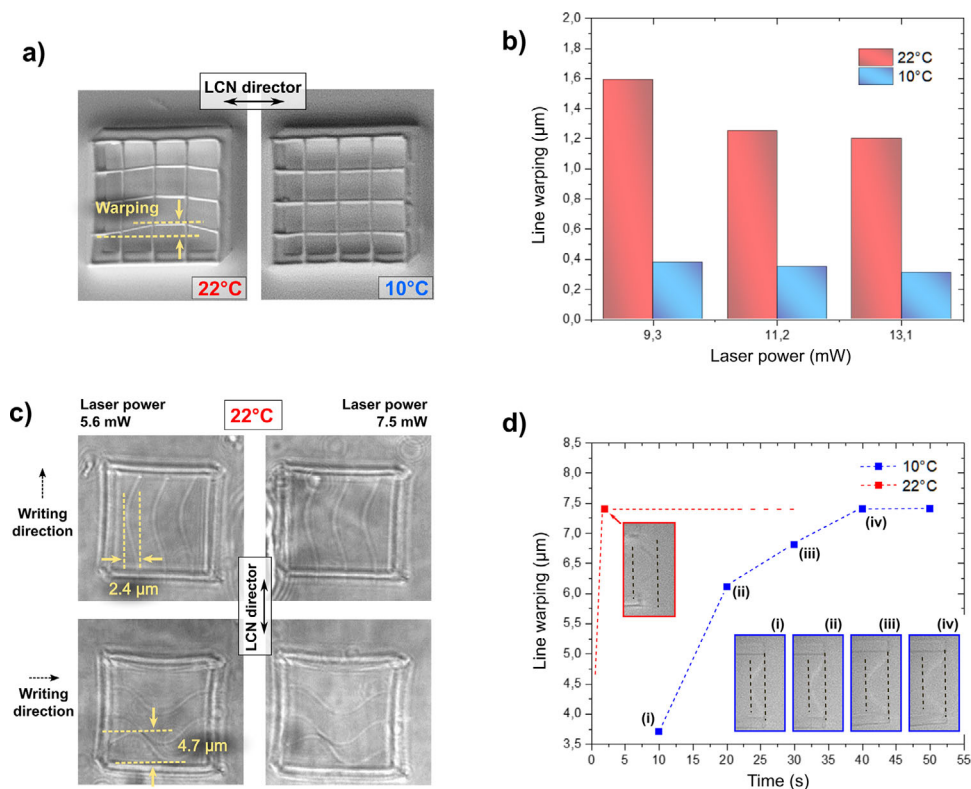 a)
LCN director
Warping
22°C
10°C
b)
2,0
1,8
1,6
1,4
1,2
1,0
0,8
0,6
0,4
0,2
0,0
Line warping (µm)
22°C
10°C
9,3
11,2
13,1
Laser power (mW)
c)
Laser power
5.6 mW
22°C
Laser power
7.5 mW
Writing
direction
2.4 µm
LCN director
Writing
direction
4.7 µm
d)
8,5
8,0
7,5
7,0
6,5
6,0
5,5
5,0
4,5
4,0
3,5
Line warping (µm)
10°C
22°C
(i)
(ii)
(iii)
(iv)
(i)
(ii)
(iii)
(iv)
0
5
10
15
20
25
30
35
40
45
50
55
Time (s)